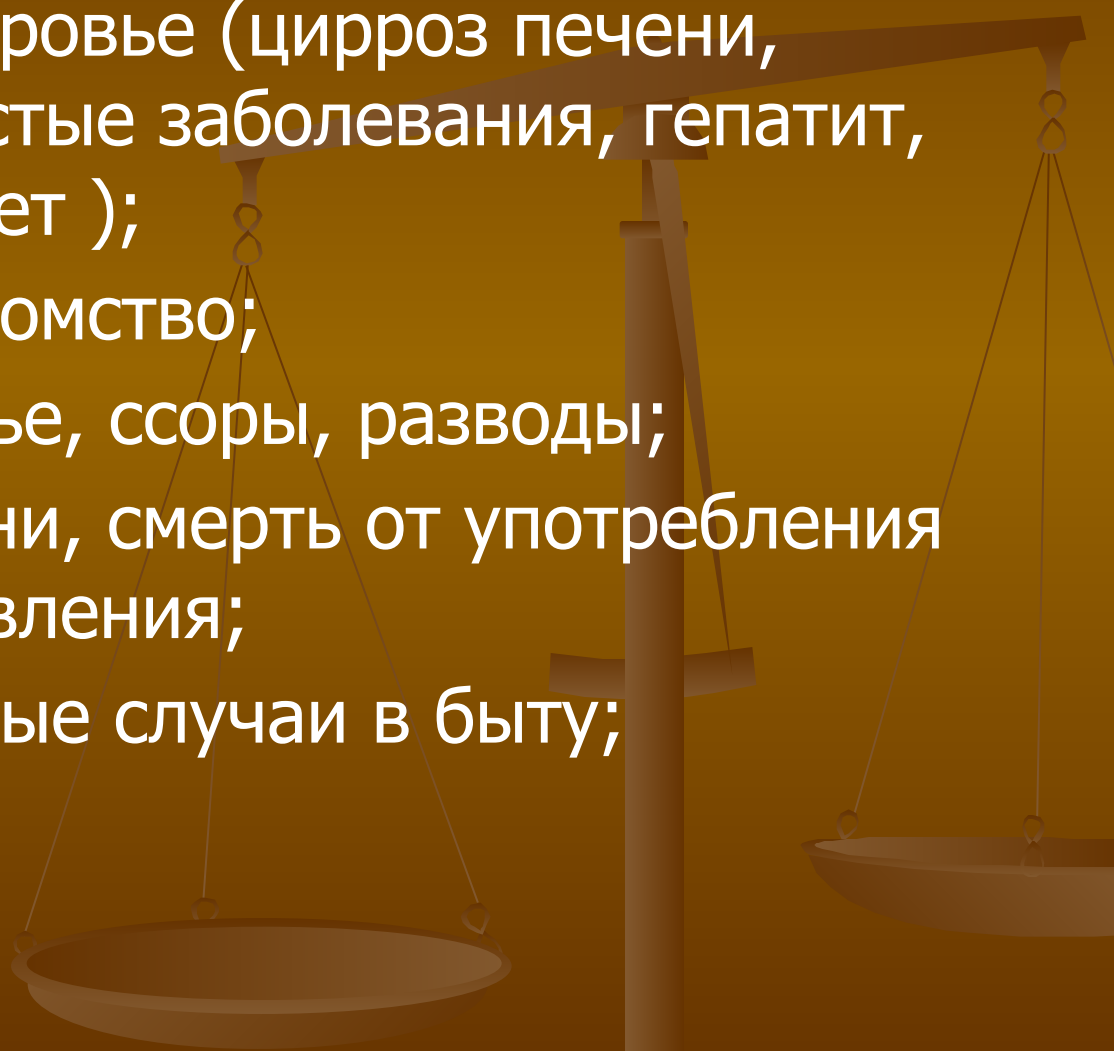 ровье (цирроз печени,
стые заболевания, гепатит,
ет );
омство;
ье, ссоры, разводы;
ни, смерть от употребления
вления;
ые случаи в быту;